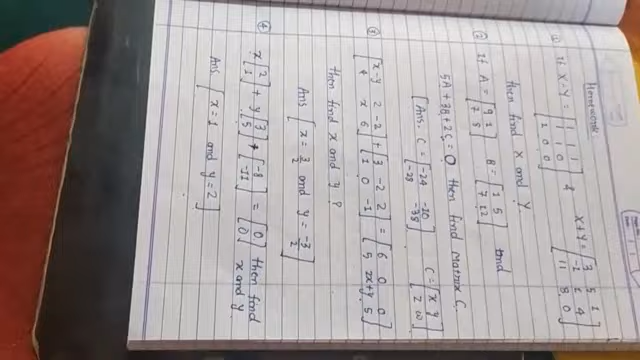 Homework
① If X-Y = [1 1 1 / 1 1 0 / 1 0 0] & X+Y = [3 5 1 / -1 1 4 / 11 8 0]
then find X and Y
② If A = [9 1 / 7 8] B = [1 5 / 7 12] and
5A + 3B + 2C = 0 then find matrix C.
[Ans. C = [-24 -10 / -28 -38]] C = [x y / z w]
③ [x-y 2 -2 / 4 x 6] + [3 -2 2 / 1 0 -1] = [6 0 0 / 5 2x+y 5]
then find x and y ?
Ans [x = 3/2 and y = -3/2]
④ x[2 / 1] + y[3 / 5] + [-8 / -11] = [0 / 0] then find
x and y
Ans [x = 1 and y = 2]